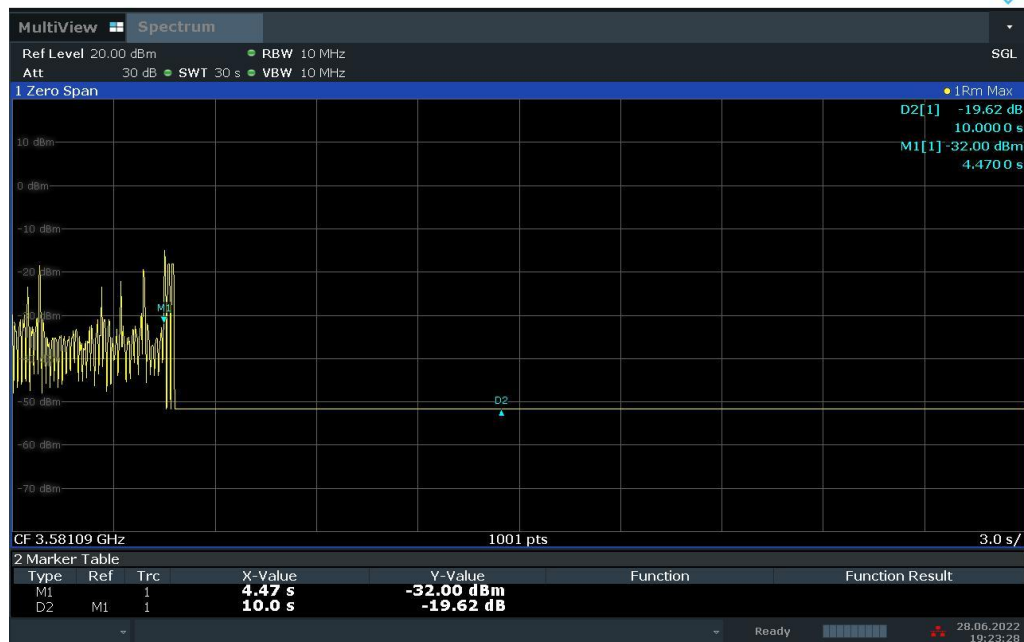 MultiView Spectrum
Ref Level 20.00 dBm RBW 10 MHz SGL
Att 30 dB SWT 30 s VBW 10 MHz
1 Zero Span 1Rm Max
D2[1] -19.62 dB
10.000 0 s
10 dBm
M1[1] -32.00 dBm
4.470 0 s
0 dBm
-10 dBm
-20 dBm
M1
-50 dBm
D2
-60 dBm
-70 dBm
CF 3.58109 GHz 1001 pts 3.0 s/
2 Marker Table
Type Ref Trc X-Value Y-Value Function Function Result
M1 1 4.47 s -32.00 dBm
D2 M1 1 10.0 s -19.62 dB
Ready 28.06.2022
19:23:28